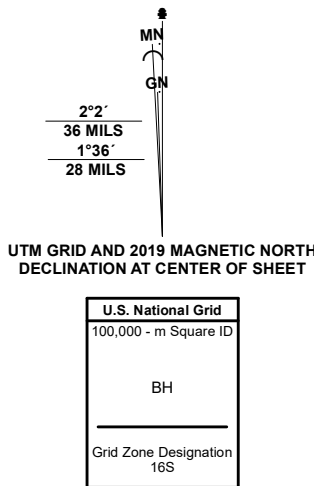 MN
GN
2°2´
36 MILS
1°36´
28 MILS
UTM GRID AND 2019 MAGNETIC NORTH
DECLINATION AT CENTER OF SHEET
U.S. National Grid
100,000 - m Square ID
BH
Grid Zone Designation
16S